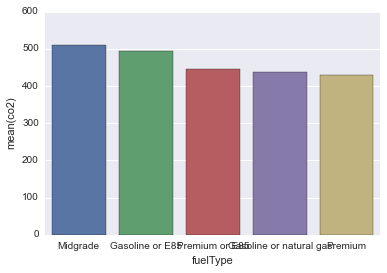 600
500
400
300
200
100
0
mean(co2)
Midgrade
Gasoline or E85
Premium or E85
Gasoline or natural gas
Premium
fuelType